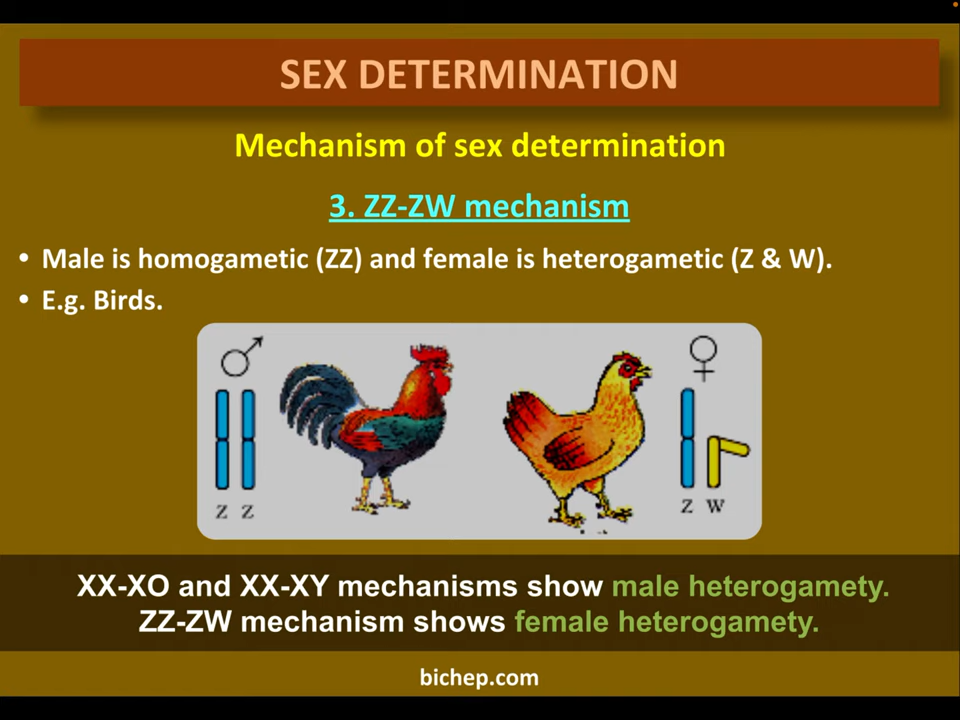 SEX DETERMINATION
Mechanism of sex determination
3. ZZ-ZW mechanism
• Male is homogametic (ZZ) and female is heterogametic (Z & W).
• E.g. Birds.
♂
♀
Z Z
Z W
XX-XO and XX-XY mechanisms show male heterogamety.
ZZ-ZW mechanism shows female heterogamety.
bichep.com